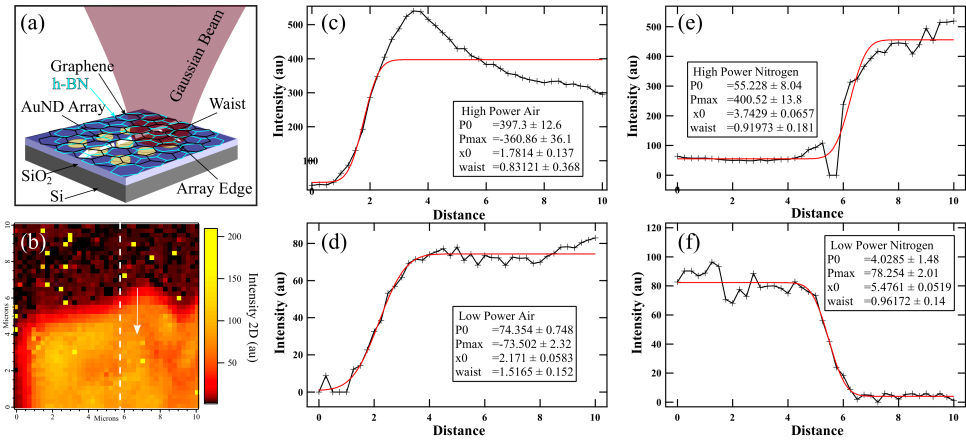 (a)
Graphene
h-BN
AuND Array
Gaussian Beam
Waist
SiO2
Si
Array Edge
(b)
10
8
6
4
2
0
Microns
0
2
4
6
8
10
Microns
200
150
100
50
Intensity 2D (au)
(c)
Intensity (au)
500
400
300
200
100
0
High Power Air
P0 =397.3 ± 12.6
Pmax =-360.86 ± 36.1
x0 =1.7814 ± 0.137
waist =0.83121 ± 0.368
0
2
4
6
8
10
Distance
(d)
Intensity (au)
80
60
40
20
0
Low Power Air
P0 =74.354 ± 0.748
Pmax =-73.502 ± 2.32
x0 =2.171 ± 0.0583
waist =1.5165 ± 0.152
0
2
4
6
8
10
Distance
(e)
Intensity (au)
500
400
300
200
100
0
High Power Nitrogen
P0 =55.228 ± 8.04
Pmax =400.52 ± 13.8
x0 =3.7429 ± 0.0657
waist =0.91973 ± 0.181
0
2
4
6
8
10
Distance
(f)
Intensity (au)
120
100
80
60
40
20
0
Low Power Nitrogen
P0 =4.0285 ± 1.48
Pmax =78.254 ± 2.01
x0 =5.4761 ± 0.0519
waist =0.96172 ± 0.14
0
2
4
6
8
10
Distance